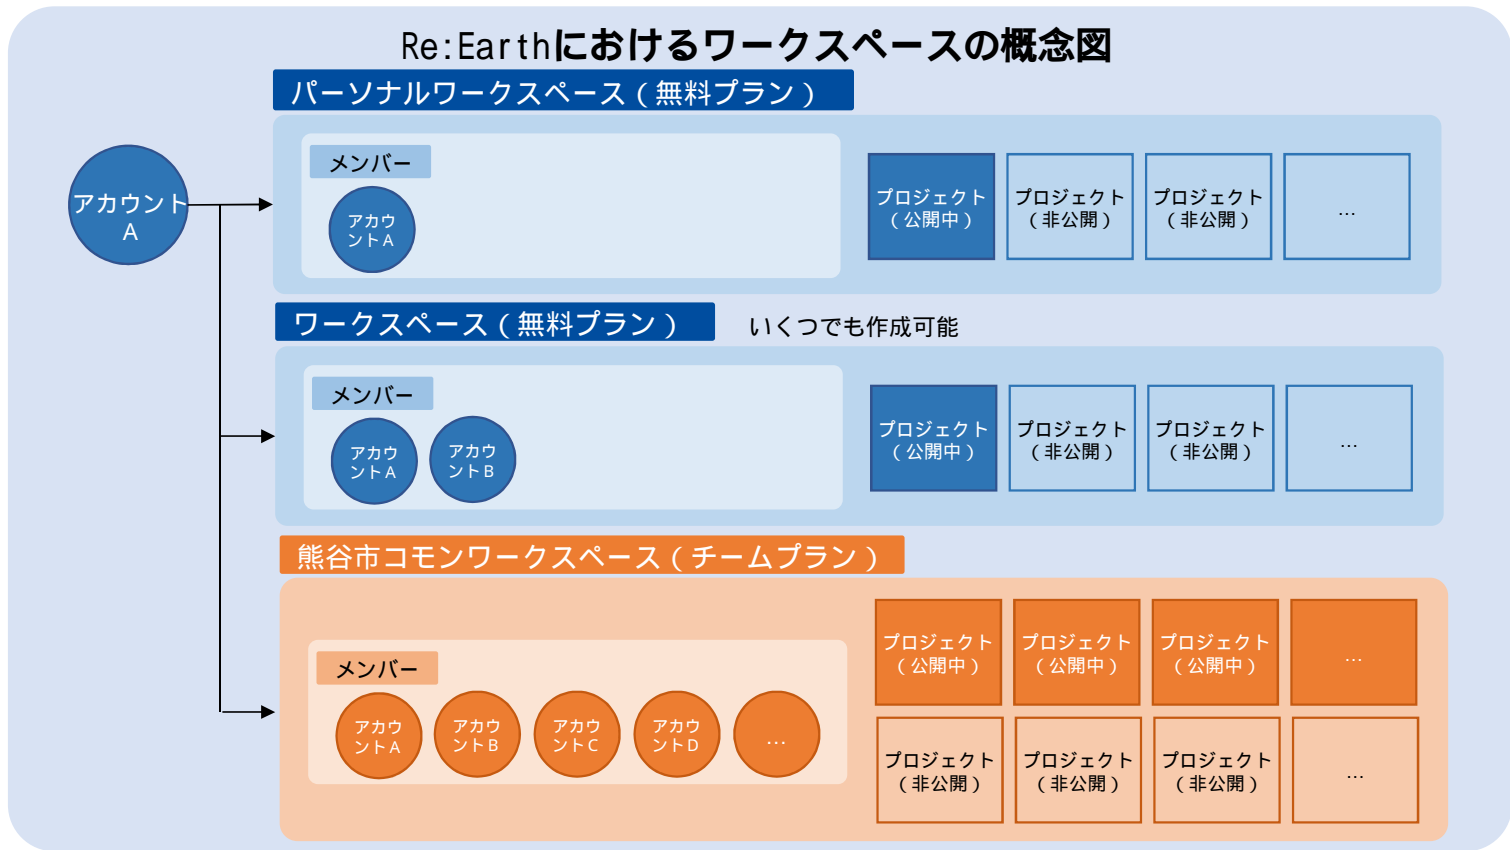 Re:Earthにおけるワークスペースの概念図
パーソナルワークスペース（無料プラン）
アカウント
A
メンバー
アカウ
ントA
プロジェクト
（公開中）
プロジェクト
（非公開）
プロジェクト
（非公開）
…
ワークスペース（無料プラン）
いくつでも作成可能
メンバー
アカウ
ントA
アカウ
ントB
プロジェクト
（公開中）
プロジェクト
（非公開）
プロジェクト
（非公開）
…
熊谷市コモンワークスペース（チームプラン）
メンバー
アカウ
ントA
アカウ
ントB
アカウ
ントC
アカウ
ントD
…
プロジェクト
（公開中）
プロジェクト
（公開中）
プロジェクト
（公開中）
…
プロジェクト
（非公開）
プロジェクト
（非公開）
プロジェクト
（非公開）
…